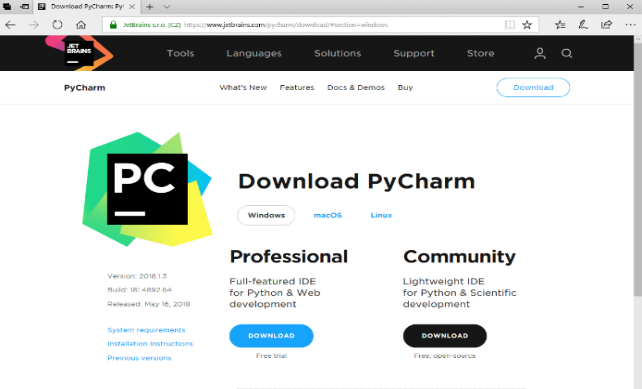 Download PyCharm: Py
JetBrains s.r.o. [CZ] https://www.jetbrains.com/pycharm/download/#section=windows
JET
BRAINS
Tools Languages Solutions Support Store
PyCharm What's New Features Docs & Demos Buy Download
PC
Download PyCharm
Windows macOS Linux
Professional
Full-featured IDE
for Python & Web
development
DOWNLOAD
Free trial
Community
Lightweight IDE
for Python & Scientific
development
DOWNLOAD
Free, open-source
Version: 2018.1.3
Build: 181.4892.64
Released: May 16, 2018
System requirements
Installation Instructions
Previous versions